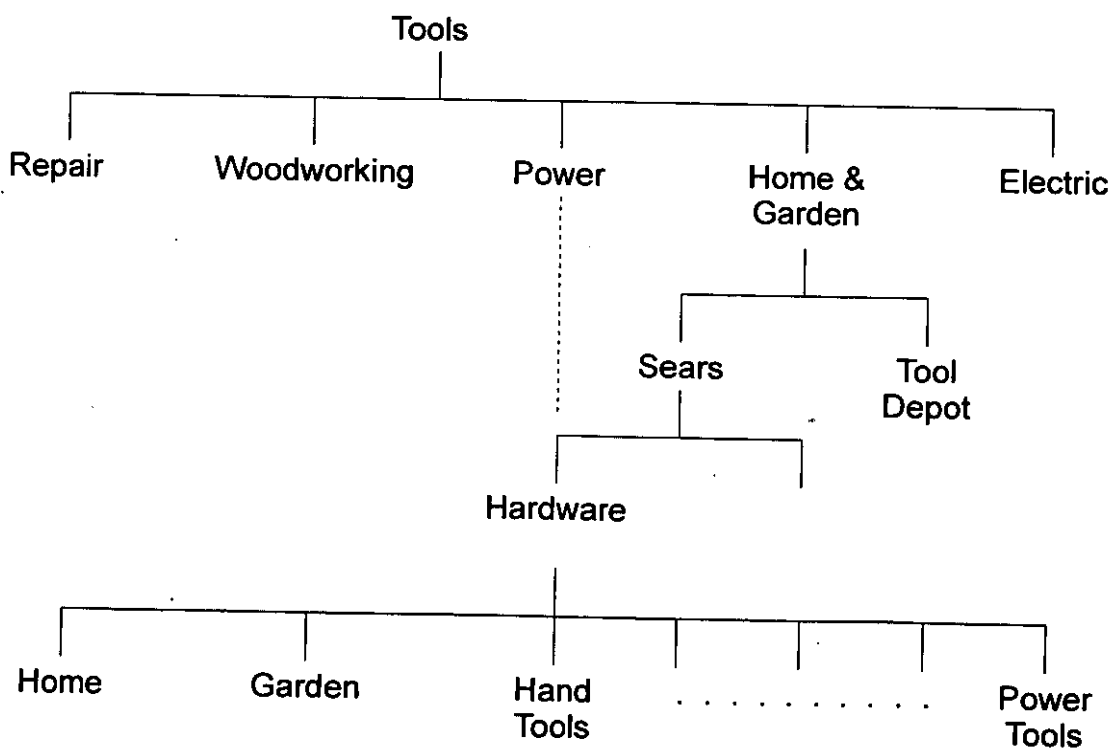 Tools
Repair
Woodworking
Power
Home &
Garden
Electric
Sears
Tool
Depot
Hardware
Home
Garden
Hand
Tools
. . . . . . . . . . .
Power
Tools